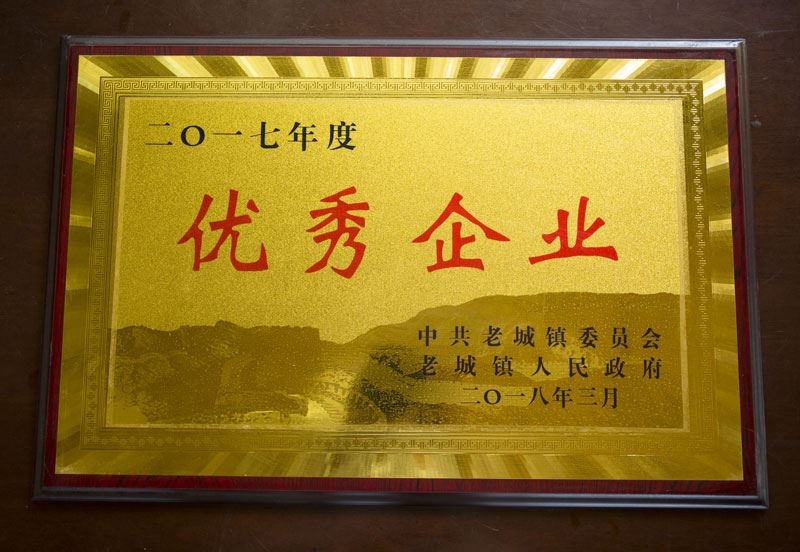 二〇一七年度
优秀企业
中共老城镇委员会
老城镇人民政府
二〇一八年三月